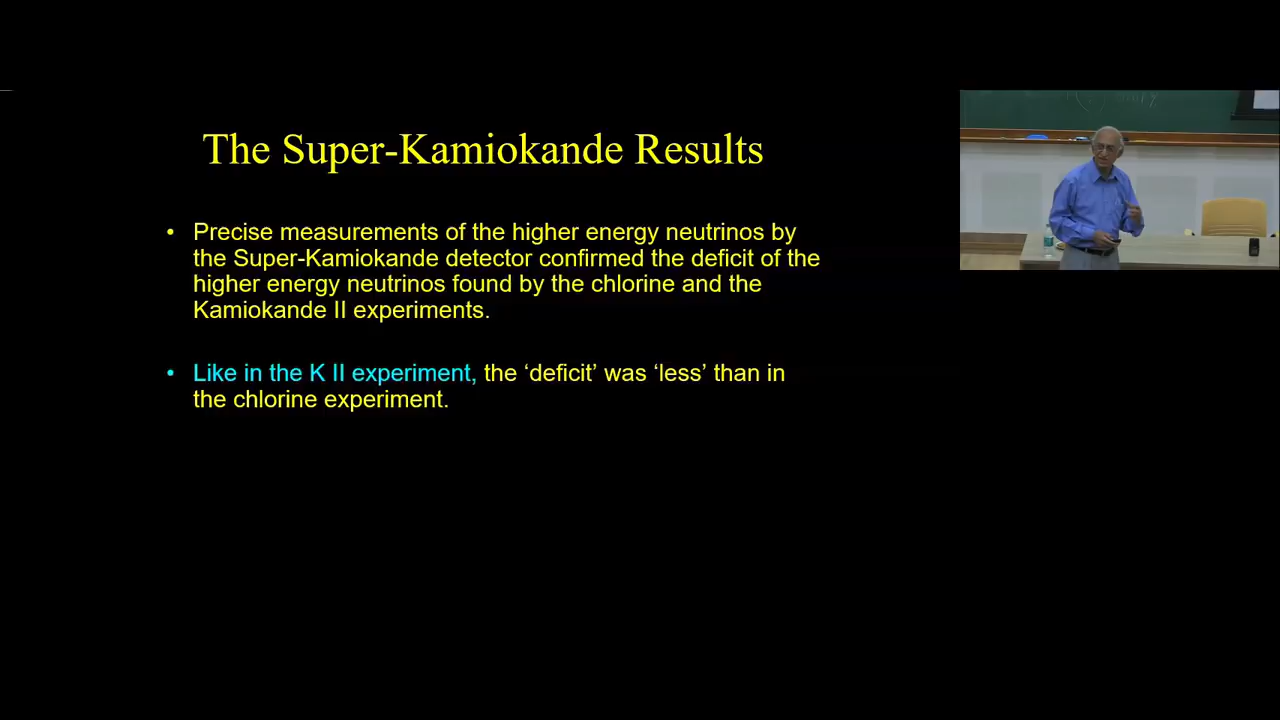 The Super-Kamiokande Results
• Precise measurements of the higher energy neutrinos by
the Super-Kamiokande detector confirmed the deficit of the
higher energy neutrinos found by the chlorine and the
Kamiokande II experiments.
• Like in the K II experiment, the ‘deficit’ was ‘less’ than in
the chlorine experiment.